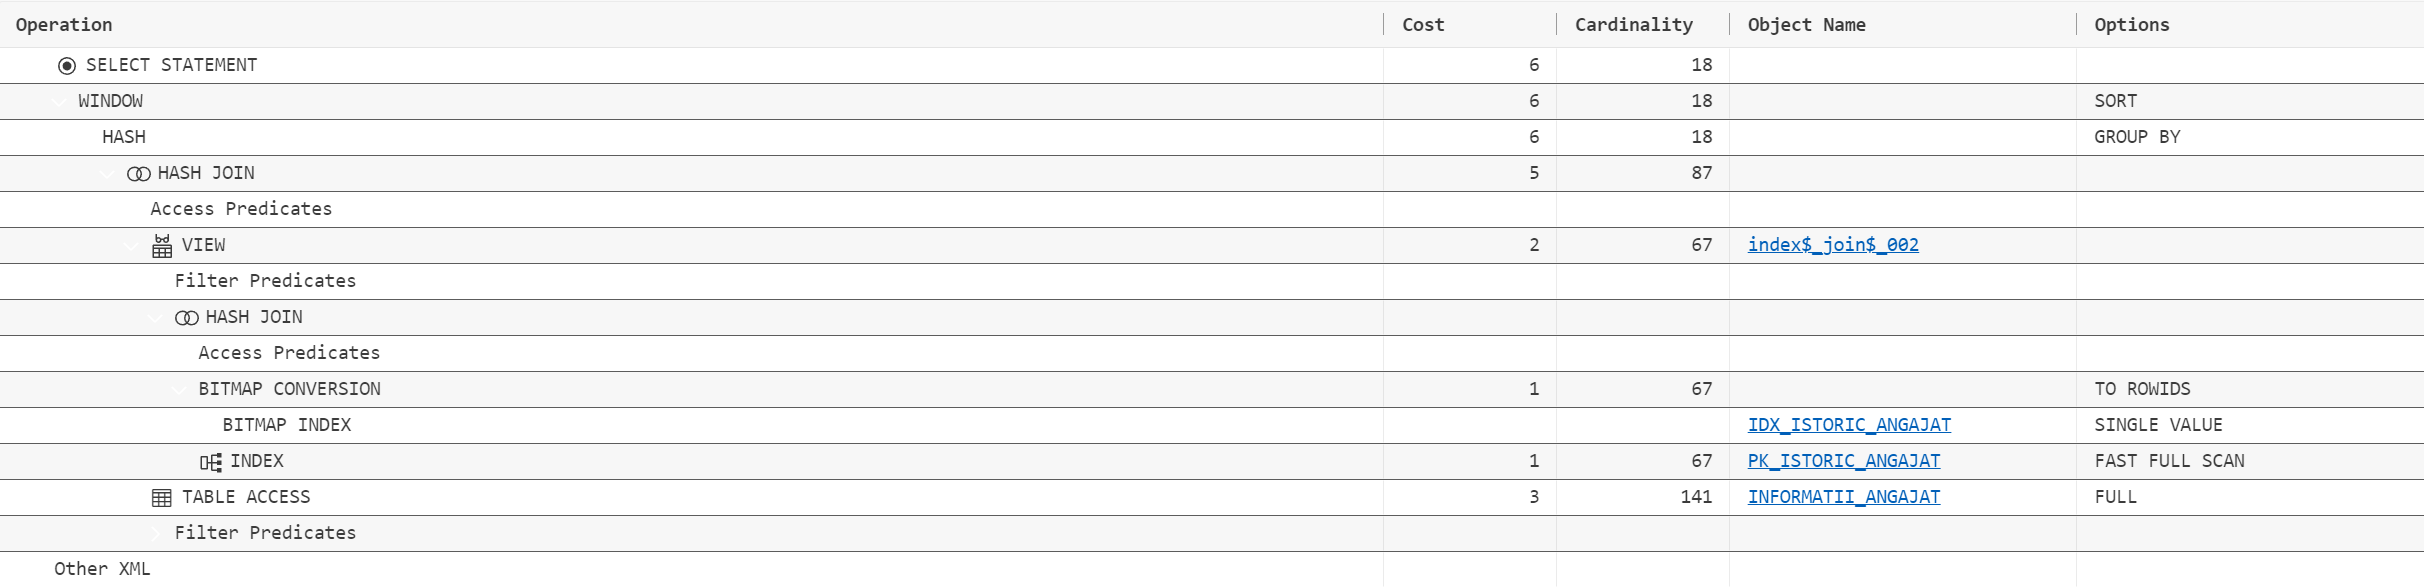 Operation Cost Cardinality Object Name Options
SELECT STATEMENT 6 18
WINDOW 6 18 SORT
HASH 6 18 GROUP BY
HASH JOIN 5 87
Access Predicates
VIEW 2 67 index$_join$_002
Filter Predicates
HASH JOIN
Access Predicates
BITMAP CONVERSION 1 67 TO ROWIDS
BITMAP INDEX IDX_ISTORIC_ANGAJAT SINGLE VALUE
INDEX 1 67 PK_ISTORIC_ANGAJAT FAST FULL SCAN
TABLE ACCESS 3 141 INFORMATII_ANGAJAT FULL
Filter Predicates
Other XML